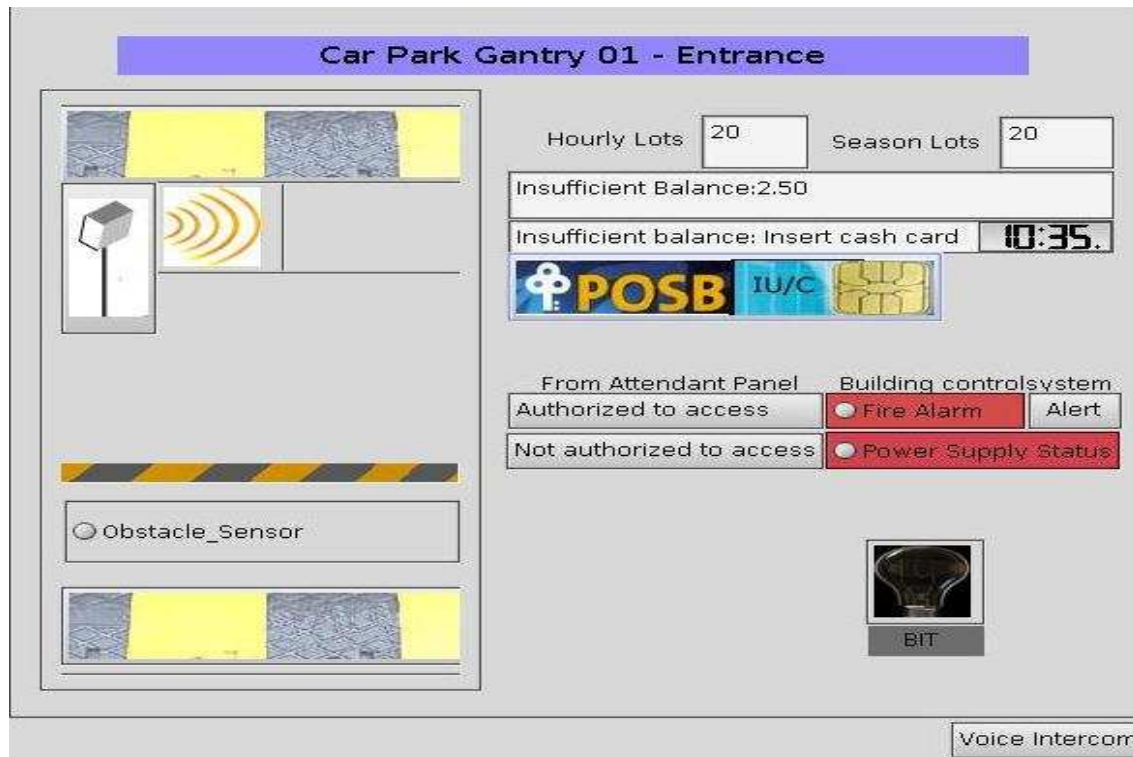 Car Park Gantry 01 - Entrance
Hourly Lots 20 Season Lots 20
Insufficient Balance:2.50
Insufficient balance: Insert cash card 10:35.
POSB IU/C
From Attendant Panel Building controlsystem
Authorized to access Fire Alarm Alert
Not authorized to access Power Supply Status
Obstacle_Sensor
BIT
Voice Intercom